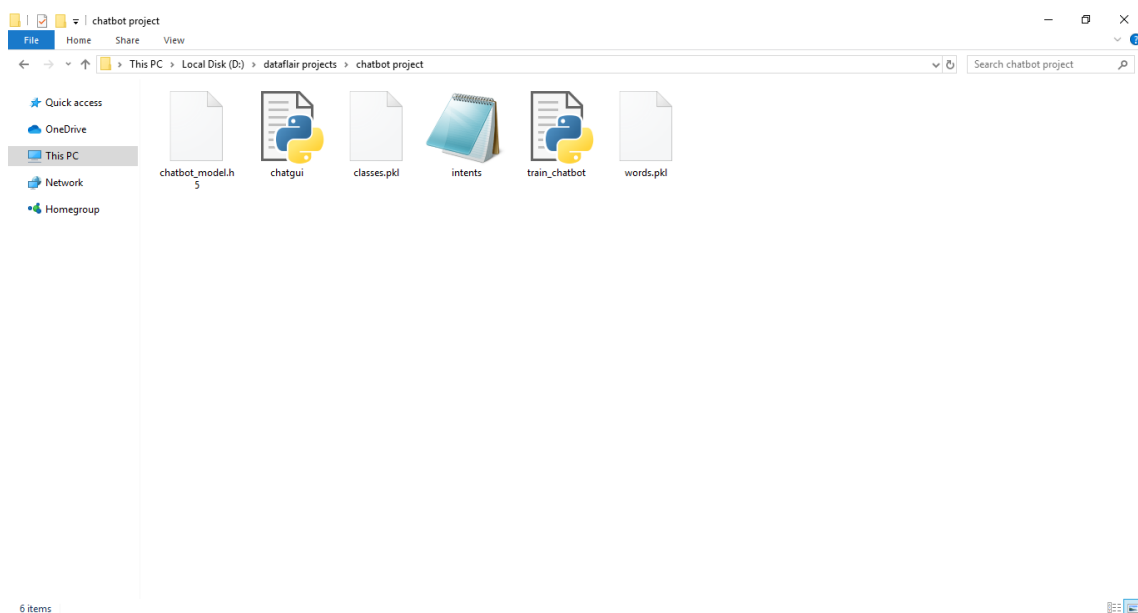 chatbot project
File Home Share View
This PC > Local Disk (D:) > dataflair projects > chatbot project
Search chatbot project
Quick access
OneDrive
This PC
Network
Homegroup
chatbot_model.h
5
chatgui
classes.pkl
intents
train_chatbot
words.pkl
6 items